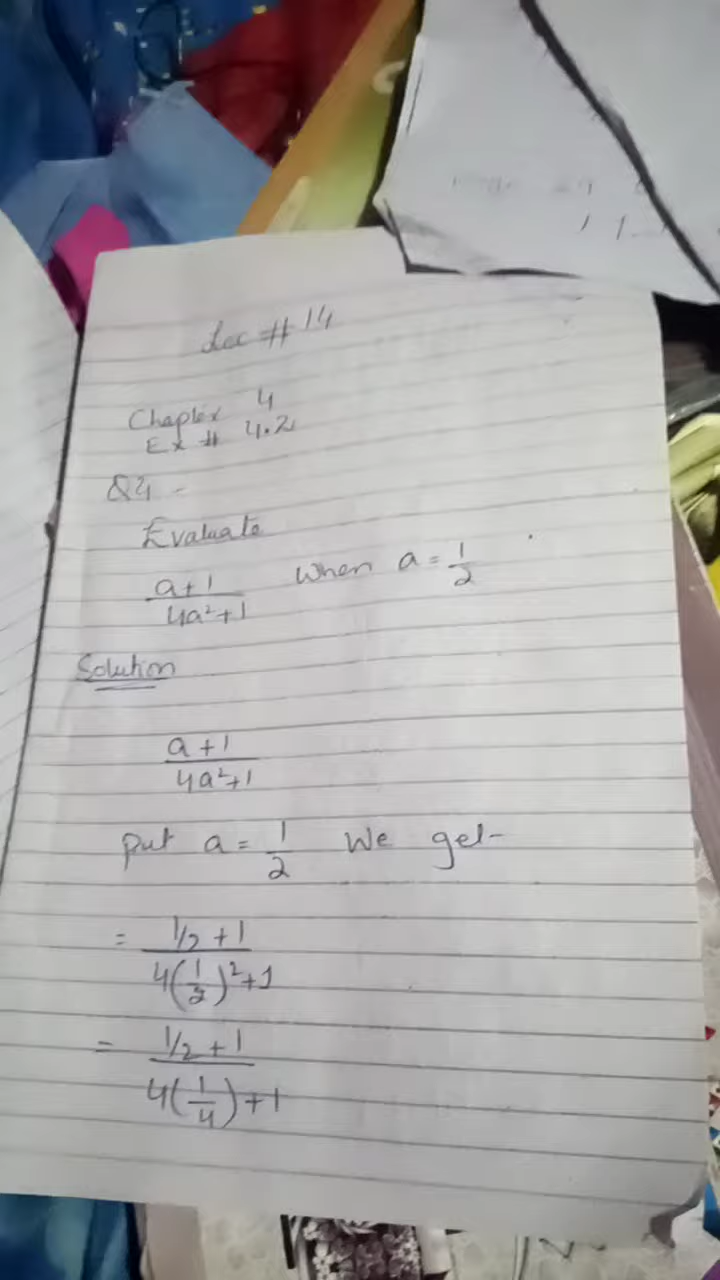 Lec # 14
Chapter 4
Ex # 4.2
Q4 -
Evaluate
a+1 / 4a²+1 When a = 1/2
Solution
a+1 / 4a²+1
Put a = 1/2 We get-
= 1/2 + 1 / 4(1/2)²+1
= 1/2 + 1 / 4(1/4)+1